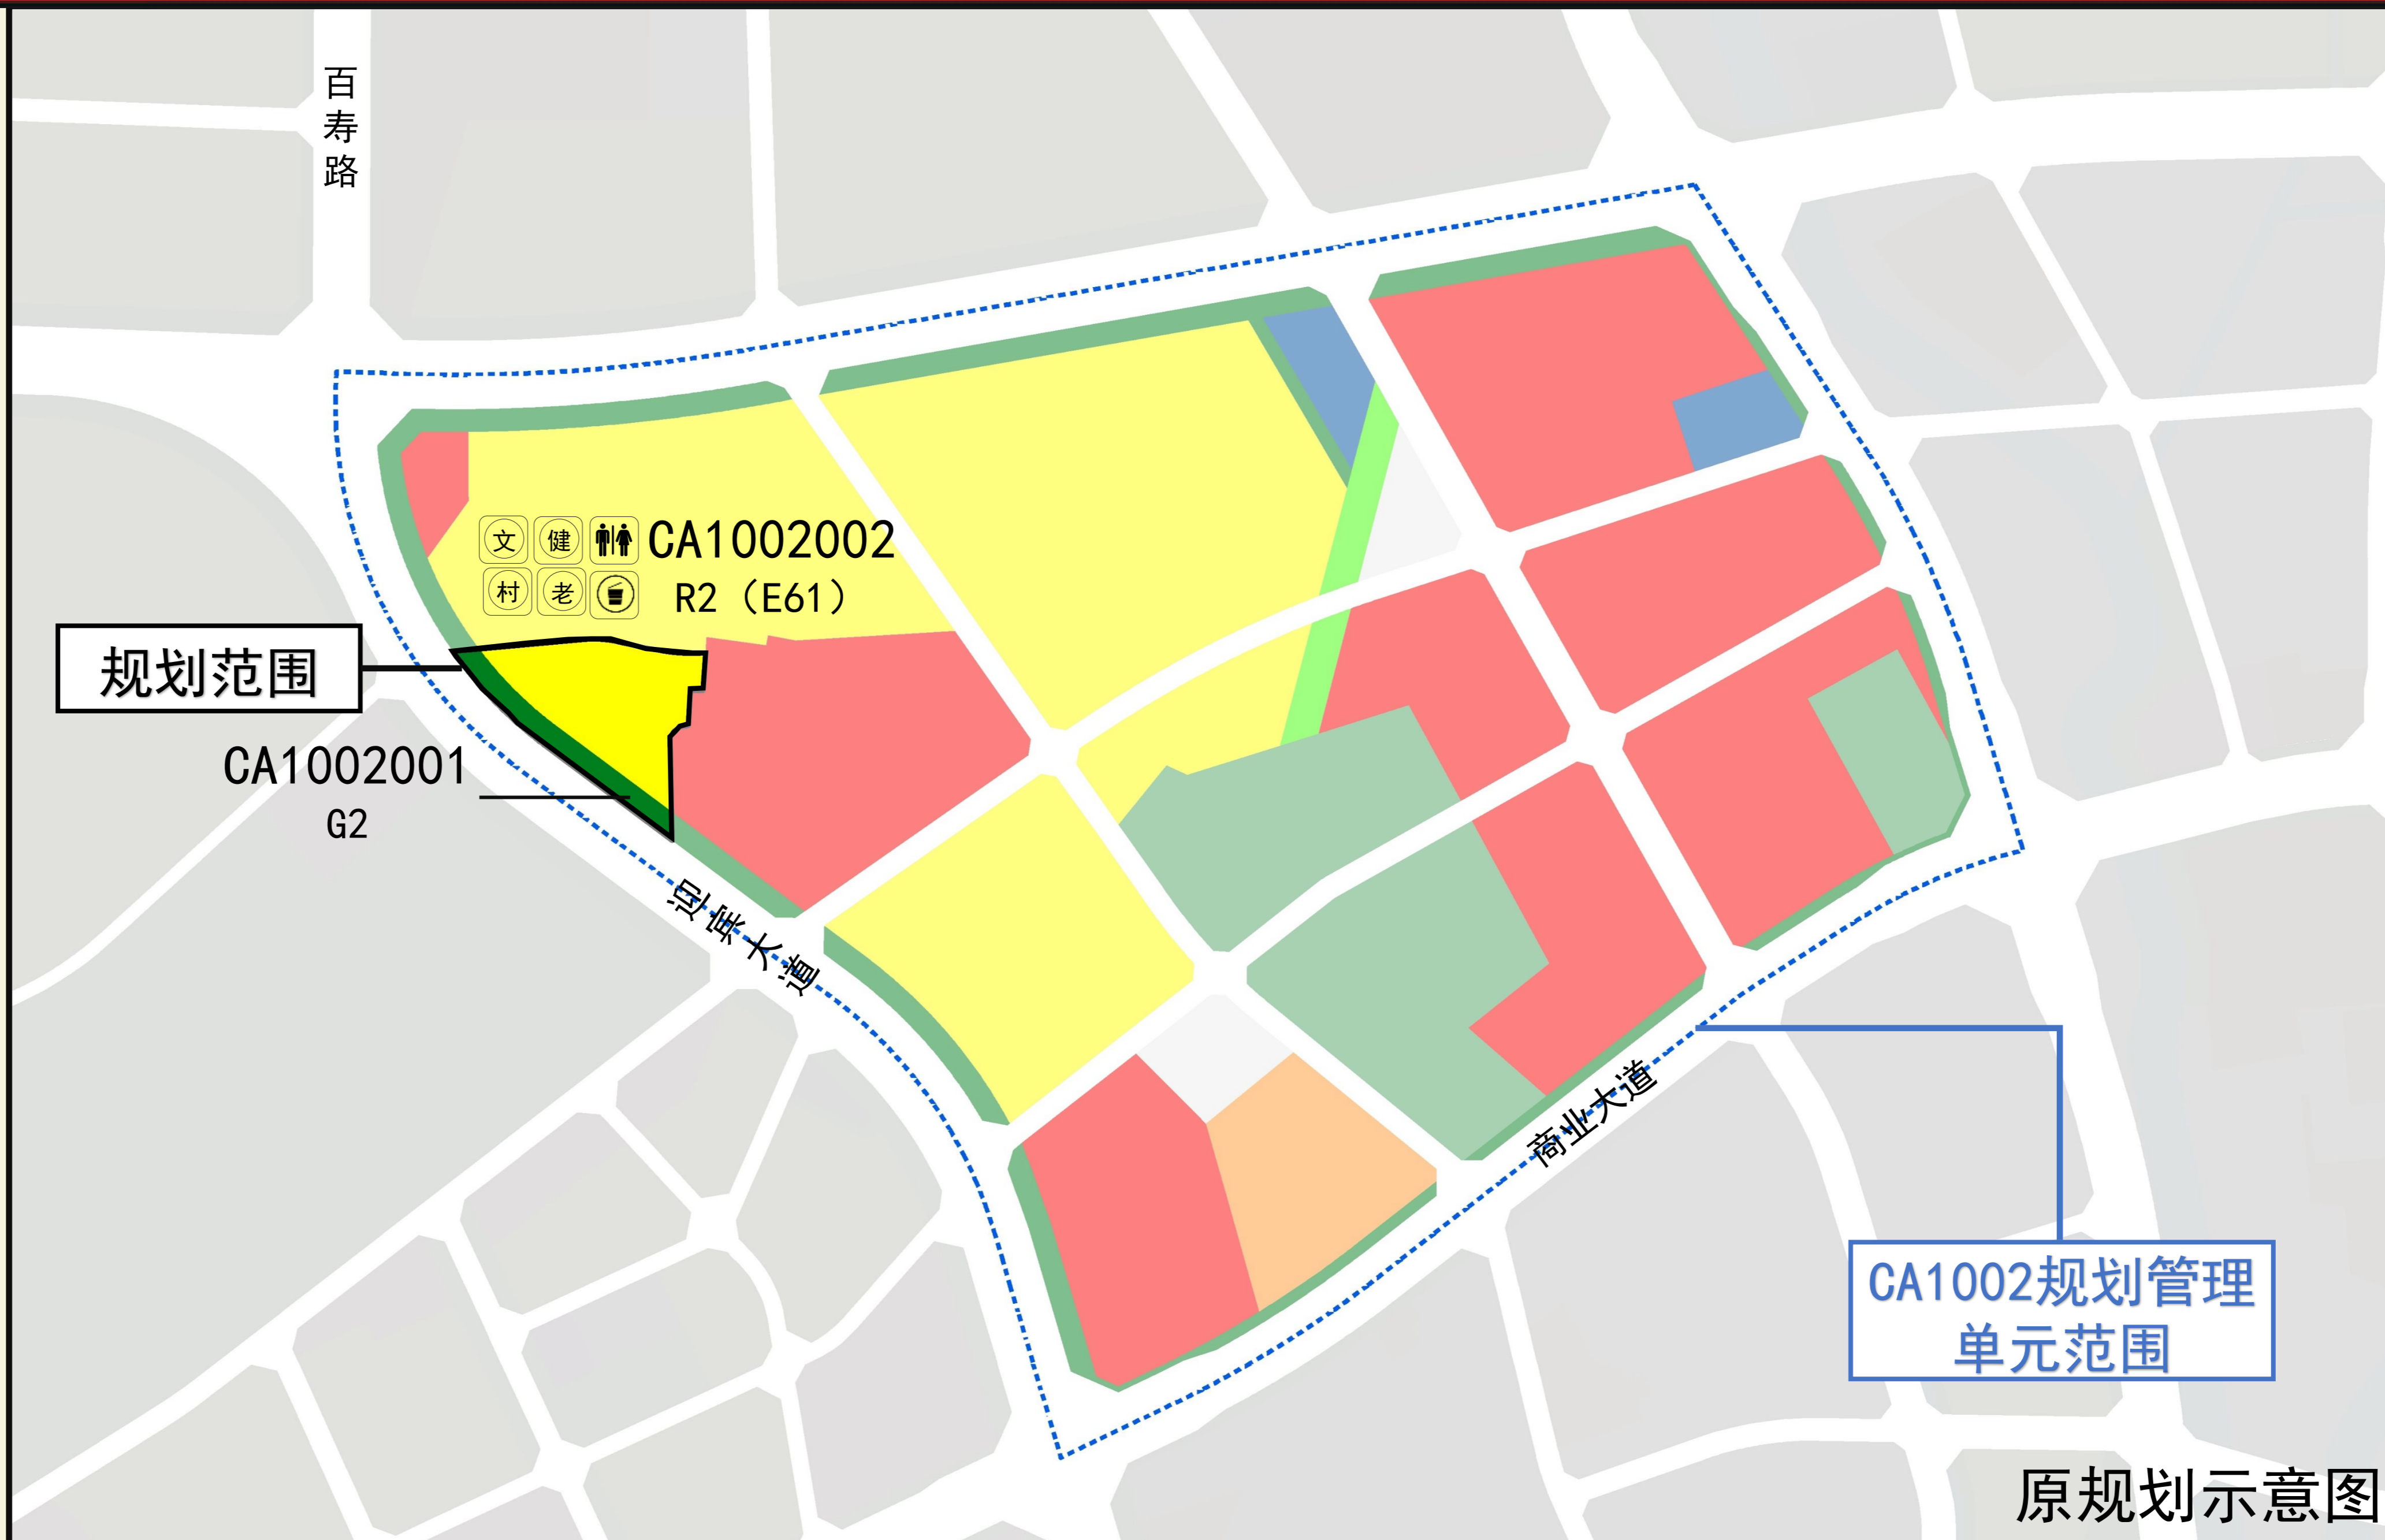 百寿路
文 健 CA1002002
村 老 R2（E61）
规划范围
CA1002001
G2
迎宾大道
商业大道
CA1002规划管理
单元范围
原规划示意图